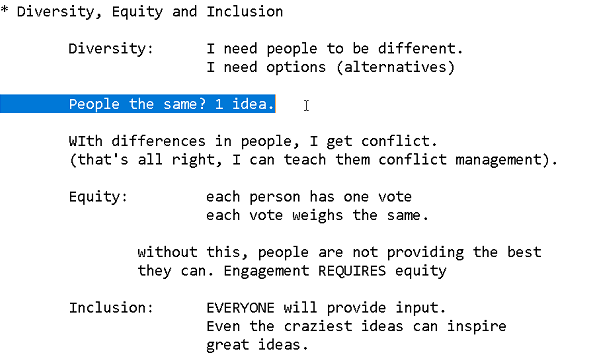 * Diversity, Equity and Inclusion
Diversity: I need people to be different.
I need options (alternatives)
People the same? 1 idea.
WIth differences in people, I get conflict.
(that's all right, I can teach them conflict management).
Equity: each person has one vote
each vote weighs the same.
without this, people are not providing the best
they can. Engagement REQUIRES equity
Inclusion: EVERYONE will provide input.
Even the craziest ideas can inspire
great ideas.